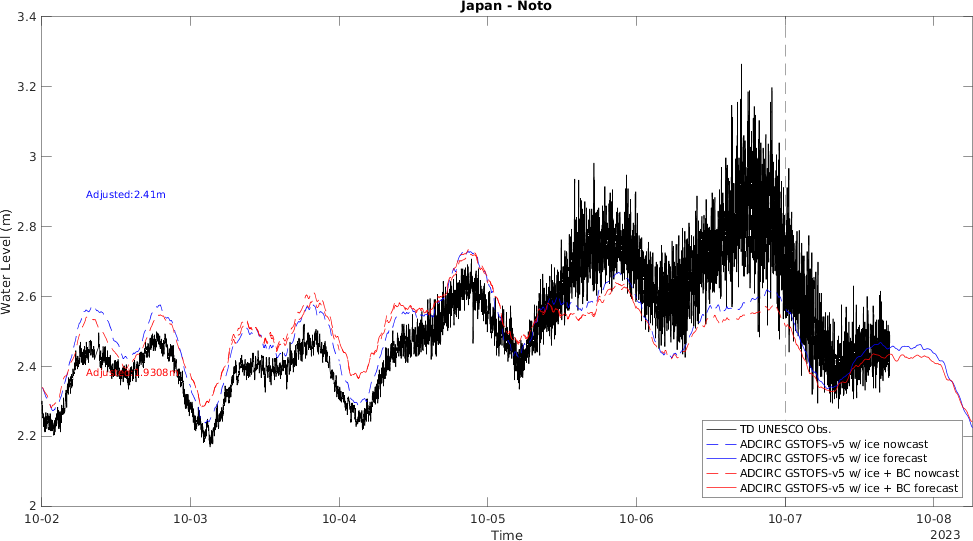 Japan - Noto
3.4
3.2
3
2.8
2.6
2.4
2.2
2
Water Level (m)
Adjusted:2.41m
TD UNESCO Obs.
ADCIRC GSTOFS-v5 w/ ice nowcast
ADCIRC GSTOFS-v5 w/ ice forecast
ADCIRC GSTOFS-v5 w/ ice + BC nowcast
ADCIRC GSTOFS-v5 w/ ice + BC forecast
10-02
10-03
10-04
10-05
10-06
10-07
10-08
Time
2023